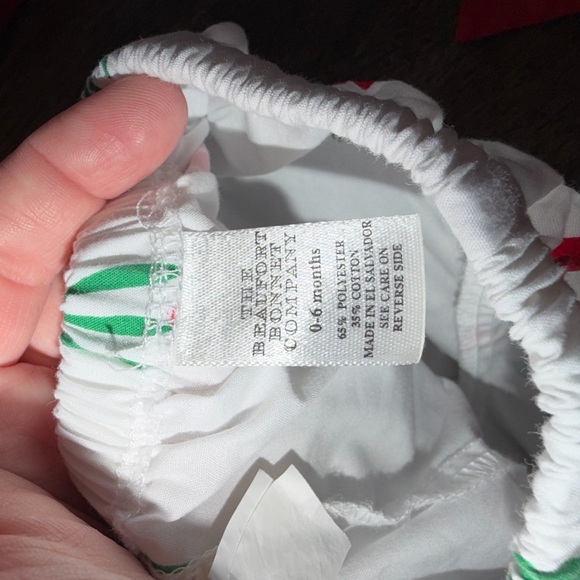 THE
BEAUFORT
BONNET
COMPANY
0-6 months
65% POLYESTER
35% COTTON
MADE IN EL SALVADOR
SEE CARE ON
REVERSE SIDE